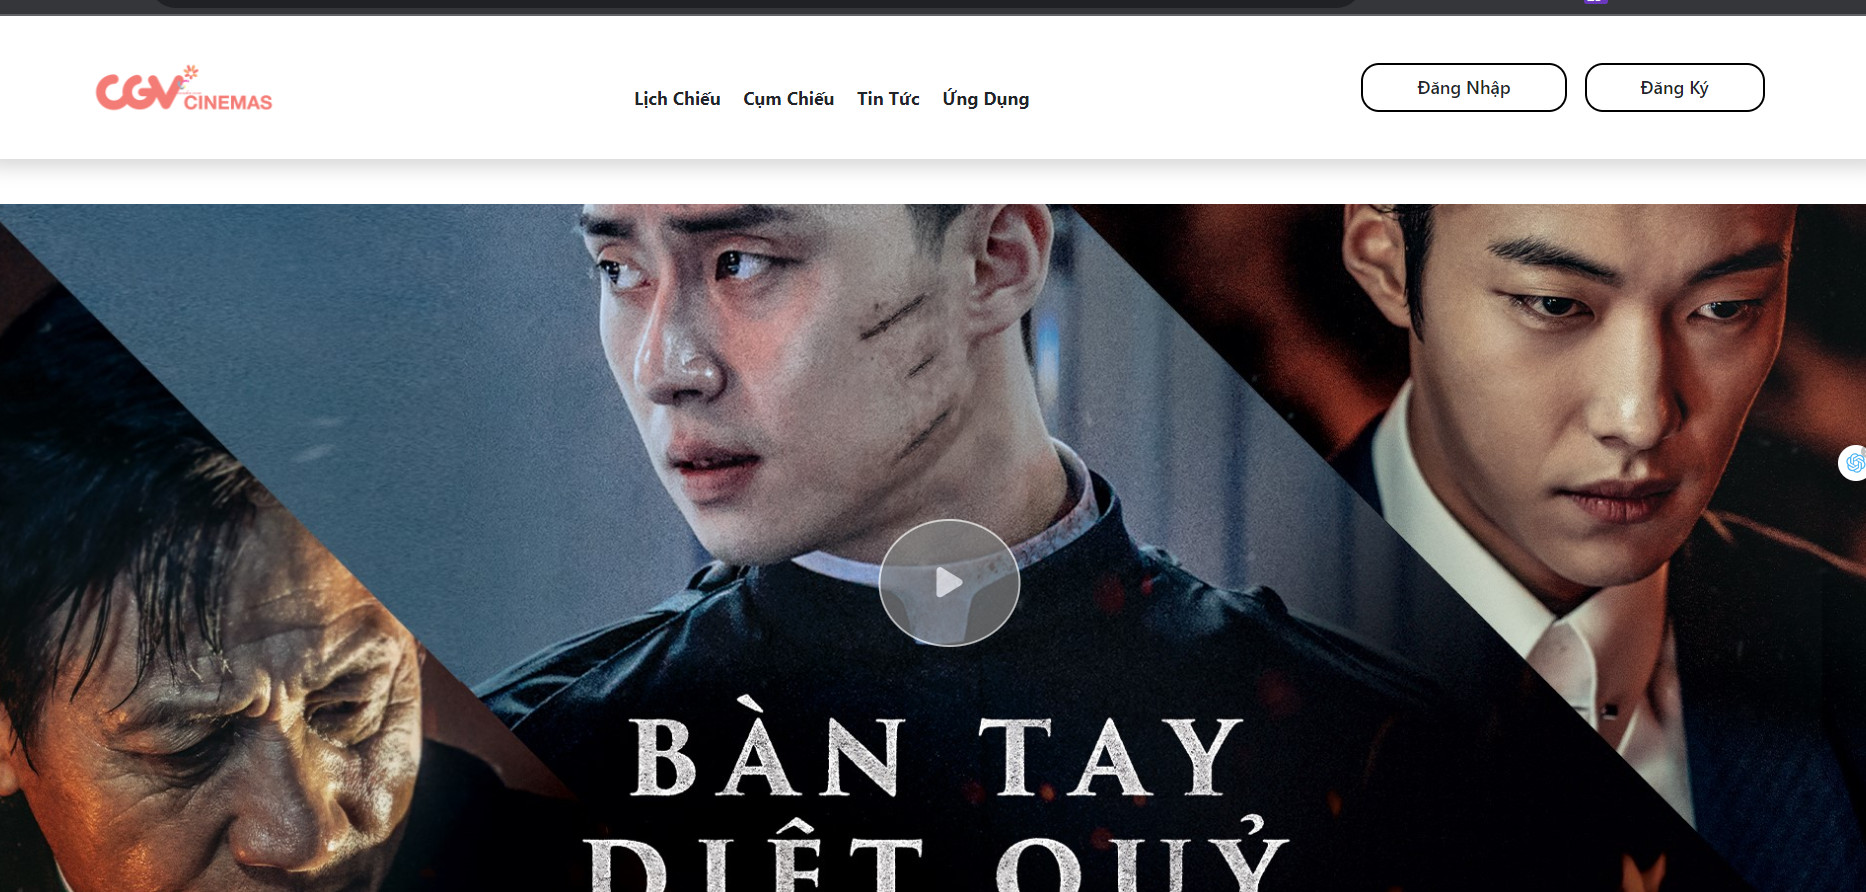 CGV CINEMAS
Lịch Chiếu Cụm Chiếu Tin Tức Ứng Dụng
Đăng Nhập Đăng Ký
BÀN TAY
DIỆT QUỶ